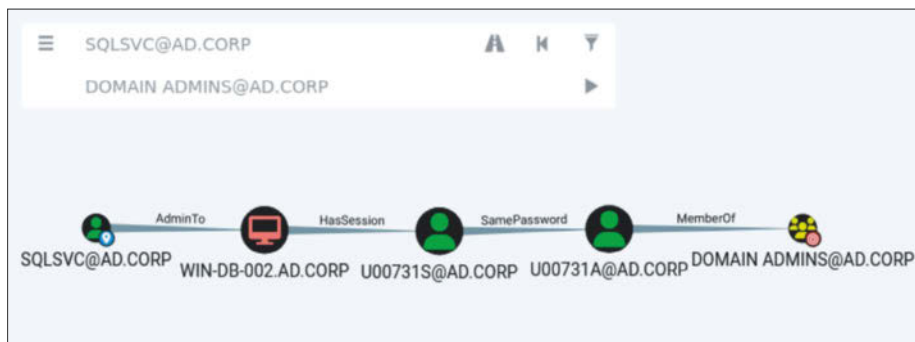 SQLSVC@AD.CORP
DOMAIN ADMINS@AD.CORP
AdminTo
HasSession
SamePassword
MemberOf
SQLSVC@AD.CORP
WIN-DB-002.AD.CORP
U00731S@AD.CORP
U00731A@AD.CORP
DOMAIN ADMINS@AD.CORP